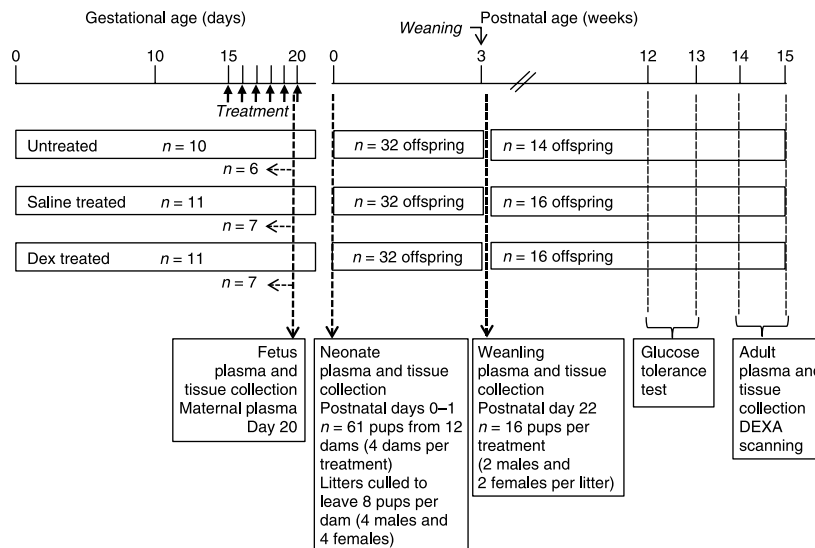 Gestational age (days)
Postnatal age (weeks)
Weaning
0 10 15 20 0 3 12 13 14 15
Treatment
Untreated n = 10
n = 32 offspring
n = 14 offspring
n = 6
Saline treated n = 11
n = 32 offspring
n = 16 offspring
n = 7
Dex treated n = 11
n = 32 offspring
n = 16 offspring
n = 7
Fetus
plasma and
tissue collection
Maternal plasma
Day 20
Neonate
plasma and tissue
collection
Postnatal days 0–1
n = 61 pups from 12
dams (4 dams per
treatment)
Litters culled to
leave 8 pups per
dam (4 males and
4 females)
Weanling
plasma and tissue
collection
Postnatal day 22
n = 16 pups per
treatment
(2 males and
2 females per litter)
Glucose
tolerance
test
Adult
plasma and
tissue
collection
DEXA
scanning